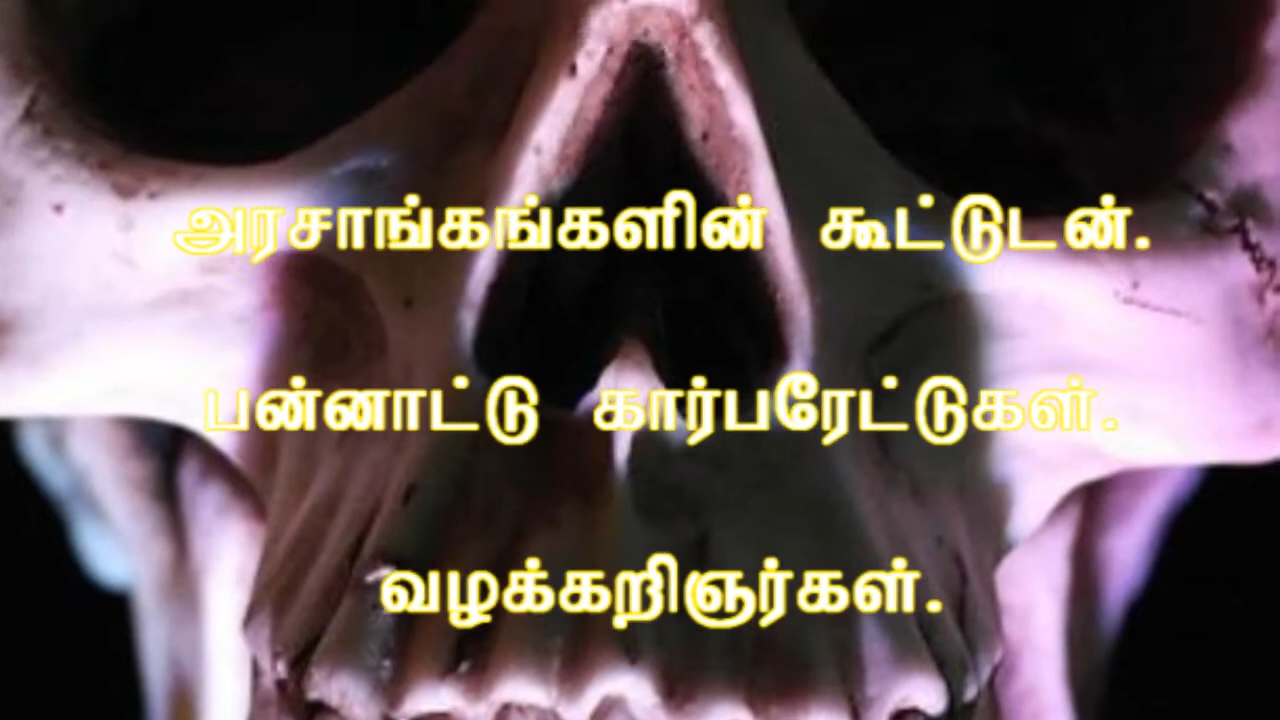 அரசாங்கங்களின் கூட்டுடன்.
பன்னாட்டு கார்பரேட்டுகள்.
வழக்கறிஞர்கள்.